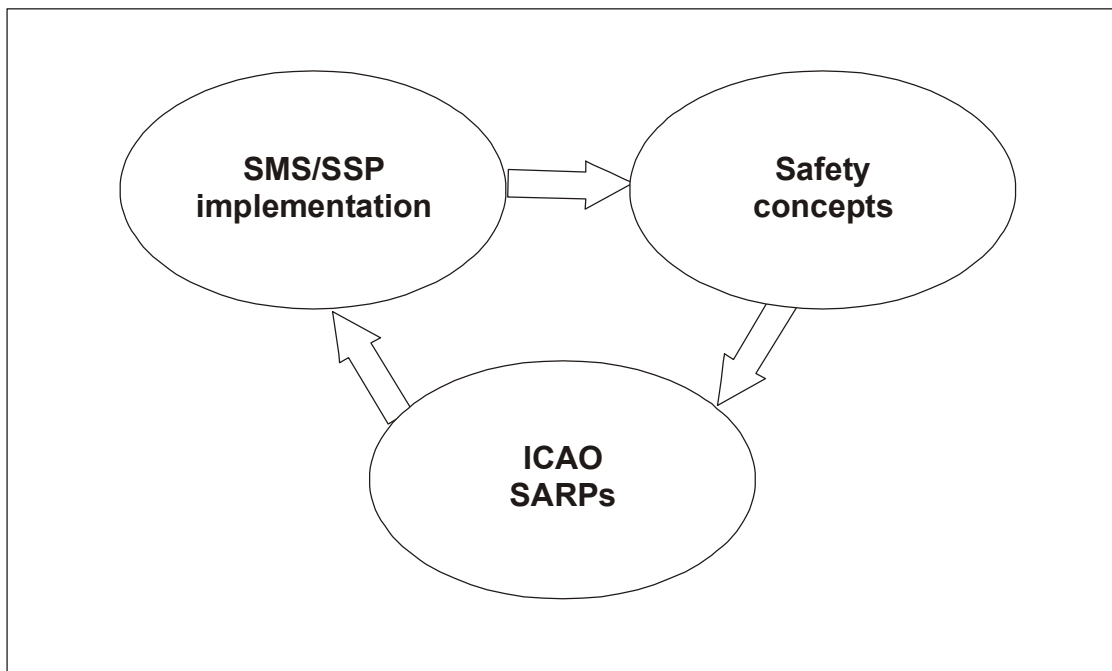 SMS/SSP
implementation
Safety
concepts
ICAO
SARPs